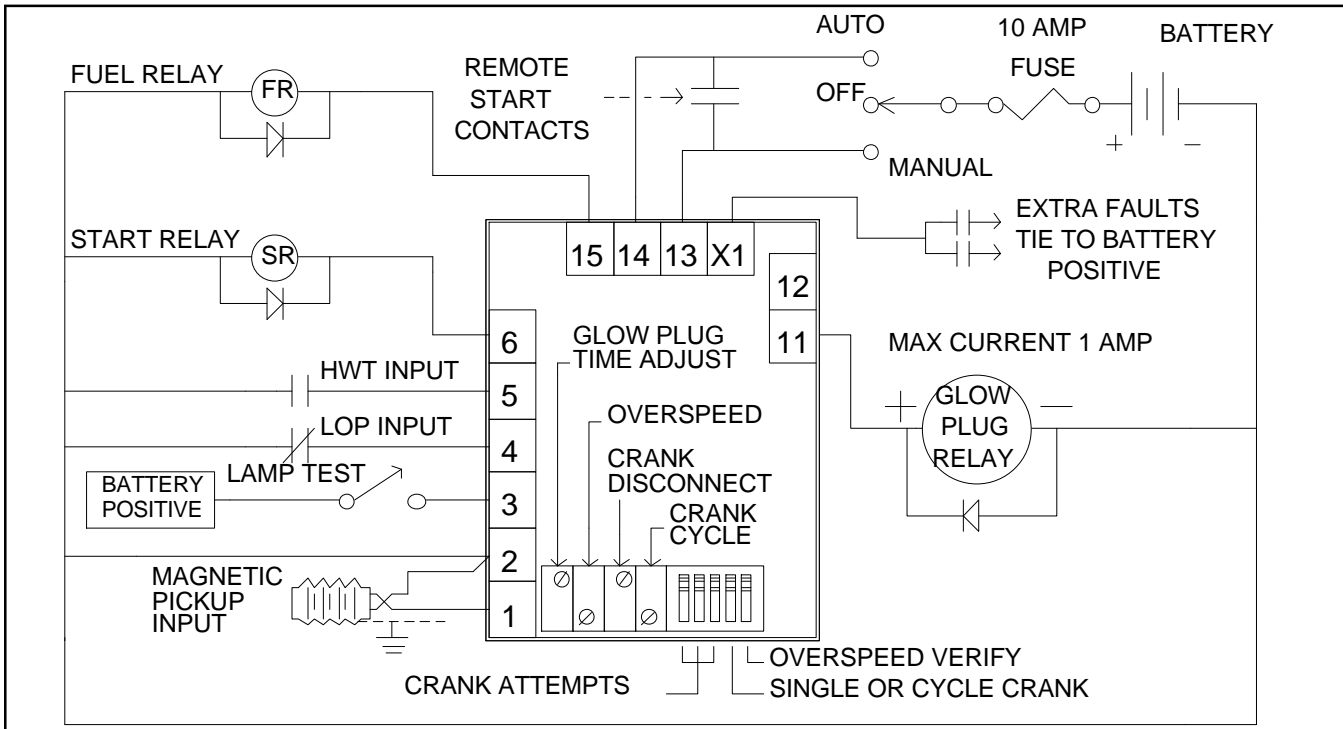 AUTO
10 AMP
BATTERY
FUEL RELAY
FR
REMOTE
START
CONTACTS
OFF
FUSE
+
−
MANUAL
START RELAY
SR
15 14 13 X1
EXTRA FAULTS
TIE TO BATTERY
POSITIVE
12
11
6
5
4
3
2
1
GLOW PLUG
TIME ADJUST
MAX CURRENT 1 AMP
HWT INPUT
OVERSPEED
+
GLOW
PLUG
RELAY
−
LOP INPUT
CRANK
DISCONNECT
LAMP TEST
BATTERY
POSITIVE
CRANK
CYCLE
MAGNETIC
PICKUP
INPUT
OVERSPEED VERIFY
CRANK ATTEMPTS
SINGLE OR CYCLE CRANK